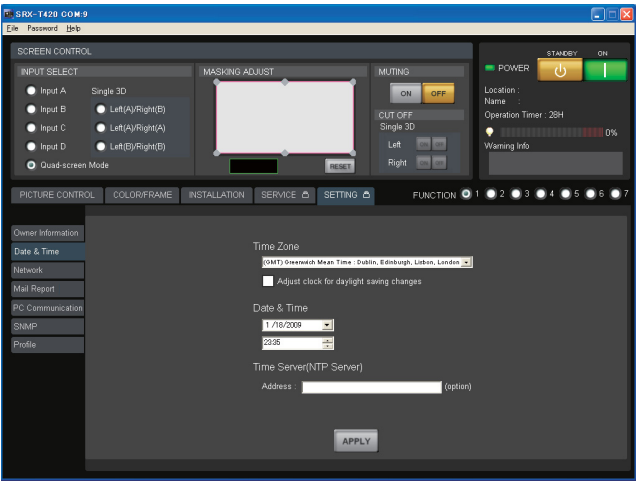 SRX-T420 COM:9
File Password Help
SCREEN CONTROL
INPUT SELECT
Input A Single 3D
Input B Left(A)/Right(B)
Input C Left(A)/Right(A)
Input D Left(B)/Right(B)
Quad-screen Mode
MASKING ADJUST
RESET
MUTING
ON OFF
CUT OFF
Single 3D
Left ON OFF
Right ON OFF
STANDBY ON
POWER
Location :
Name :
Operation Timer : 28H
0%
Warning Info
PICTURE CONTROL COLOR/FRAME INSTALLATION SERVICE SETTING FUNCTION 1 2 3 4 5 6 7
Owner Information
Date & Time
Network
Mail Report
PC Communication
SNMP
Profile
Time Zone
(GMT) Greenwich Mean Time : Dublin, Edinburgh, Lisbon, London
Adjust clock for daylight saving changes
Date & Time
1 /18/2009
23:35
Time Server(NTP Server)
Address : (option)
APPLY